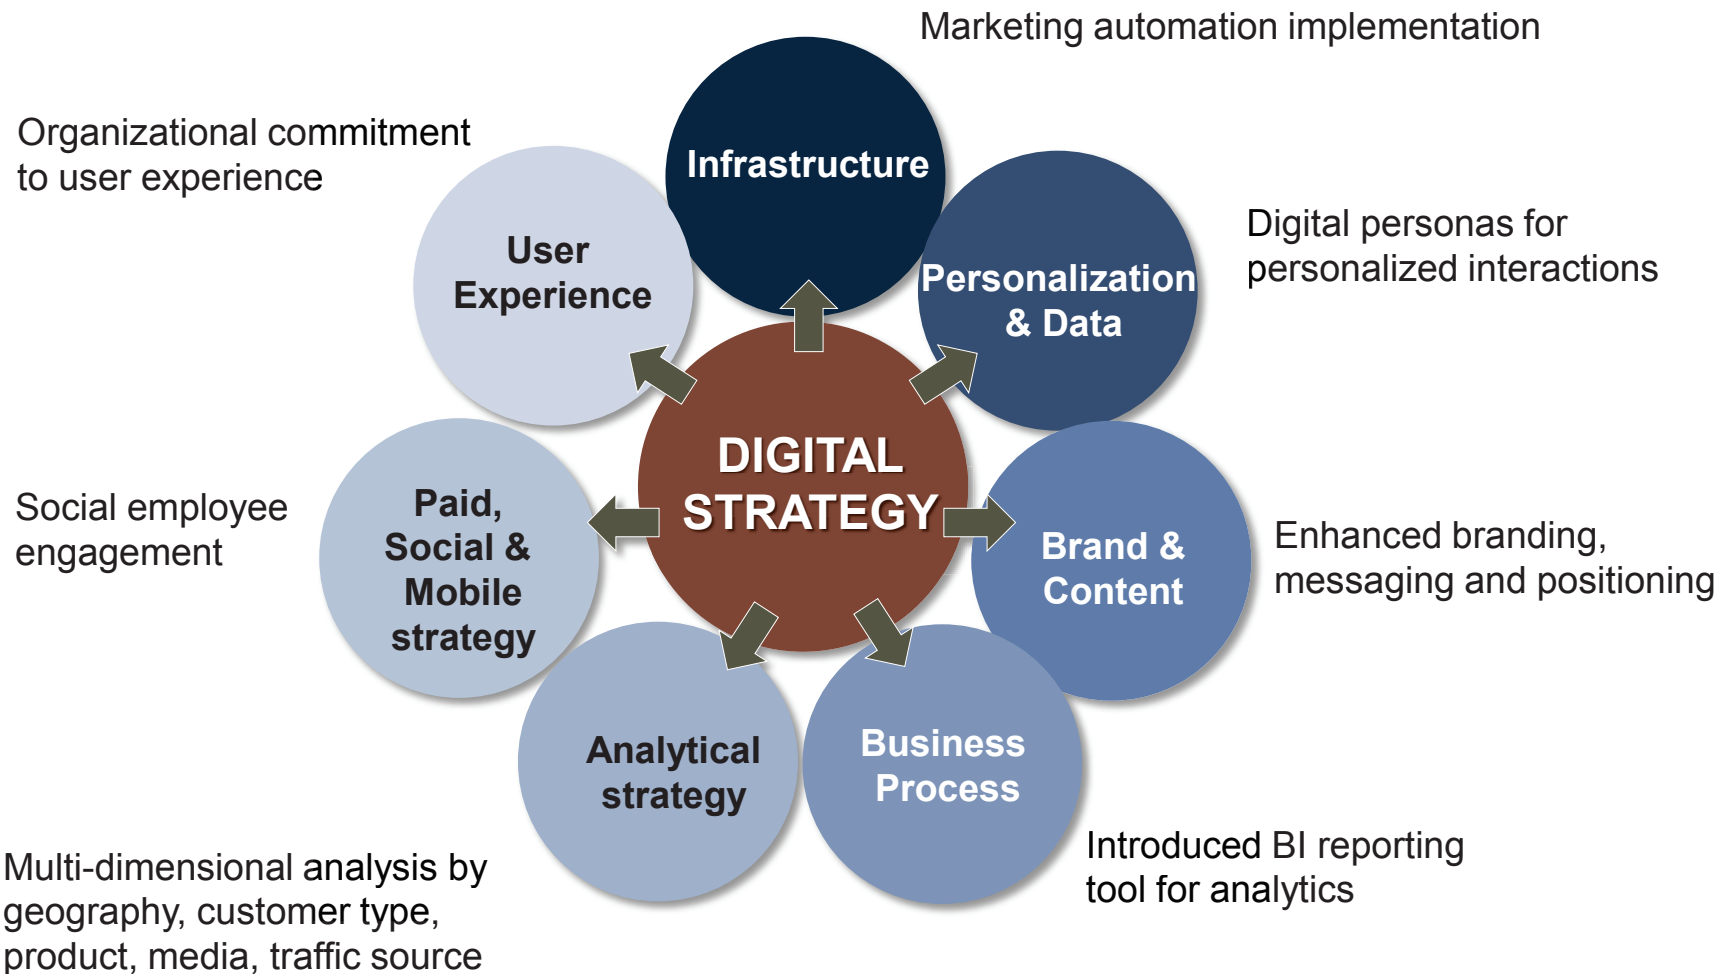 Marketing automation implementation
Organizational commitment
to user experience
Infrastructure
User
Experience
Personalization
& Data
Digital personas for
personalized interactions
DIGITAL
STRATEGY
Paid,
Social &
Mobile
strategy
Social employee
engagement
Brand &
Content
Enhanced branding,
messaging and positioning
Analytical
strategy
Business
Process
Introduced BI reporting
tool for analytics
Multi-dimensional analysis by
geography, customer type,
product, media, traffic source